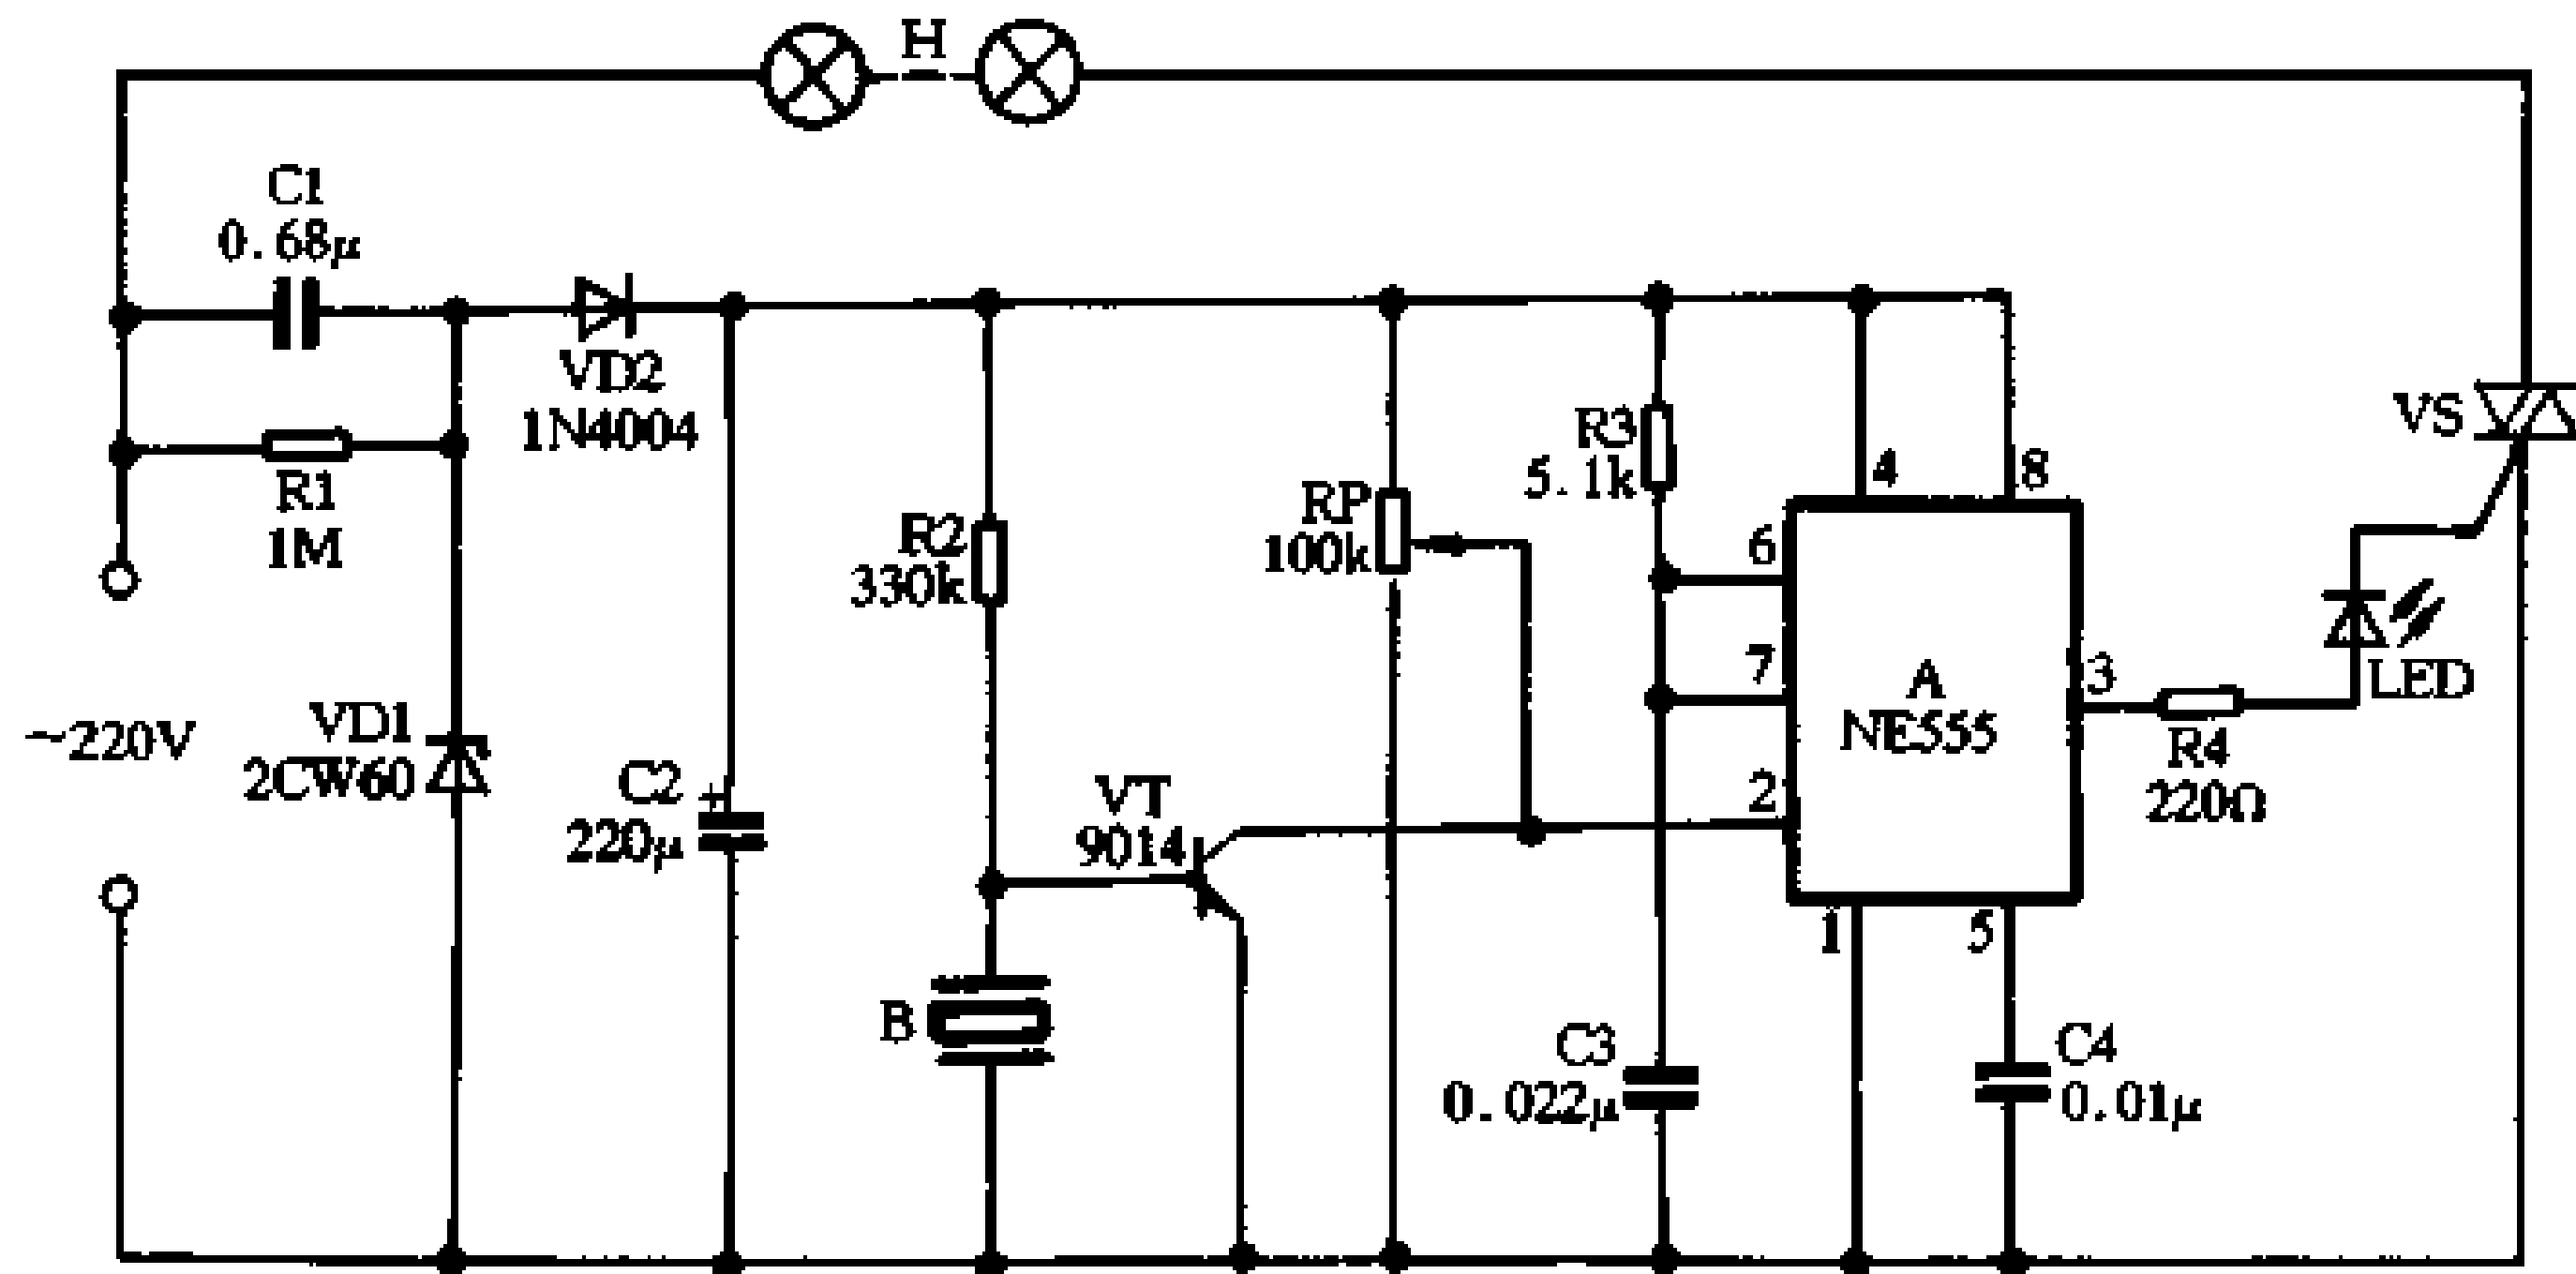 H
C1
0.68μ
VD2
1N4004
R1
1M
R2
330k
RP
100k
R3
5.1k
4
8
VS
6
7
2
3
1
5
A
NE555
LED
R4
220Ω
~220V
VD1
2CW60
C2
+
220μ
VT
9014
B
C3
0.022μ
C4
0.01μ